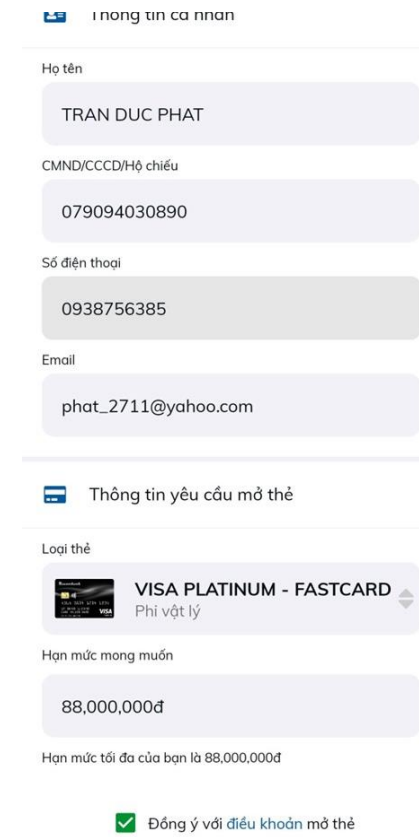 Thông tin cá nhân
Họ tên
TRAN DUC PHAT
CMND/CCCD/Hộ chiếu
079094030890
Số điện thoại
0938756385
Email
phat_2711@yahoo.com
Thông tin yêu cầu mở thẻ
Loại thẻ
VISA PLATINUM - FASTCARD
Phi vật lý
VISA
Hạn mức mong muốn
88,000,000đ
Hạn mức tối đa của bạn là 88,000,000đ
Đồng ý với điều khoản mở thẻ